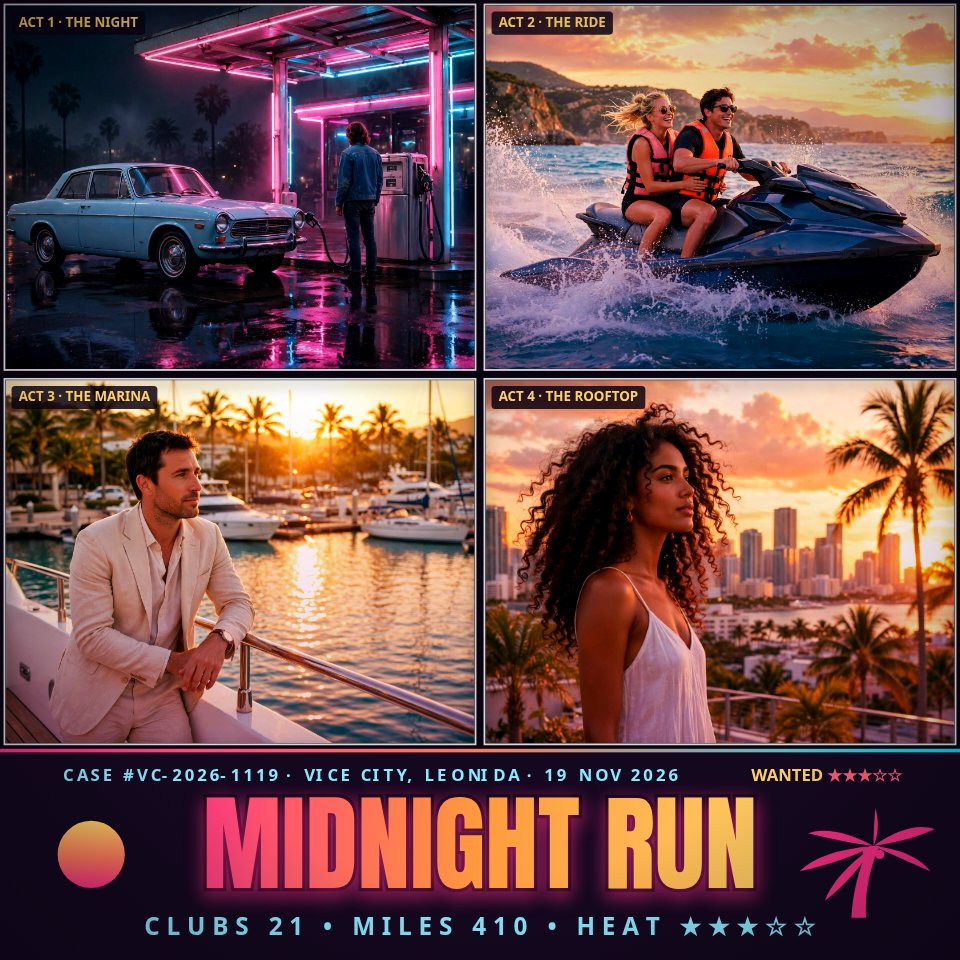 ACT 1 · THE NIGHT
ACT 2 · THE RIDE
ACT 3 · THE MARINA
ACT 4 · THE ROOFTOP
CASE #VC-2026-1119 · VICE CITY, LEONIDA · 19 NOV 2026
WANTED ★★★☆☆
MIDNIGHT RUN
CLUBS 21 • MILES 410 • HEAT ★★★☆☆